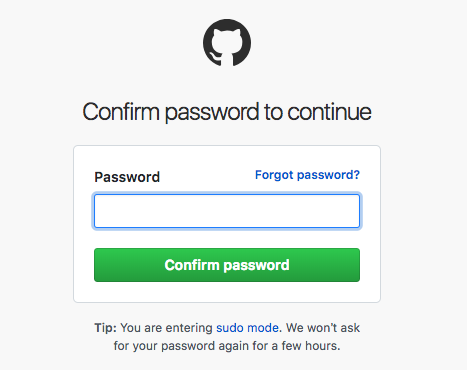 Confirm password to continue
Password Forgot password?
Confirm password
Tip: You are entering sudo mode. We won’t ask
for your password again for a few hours.